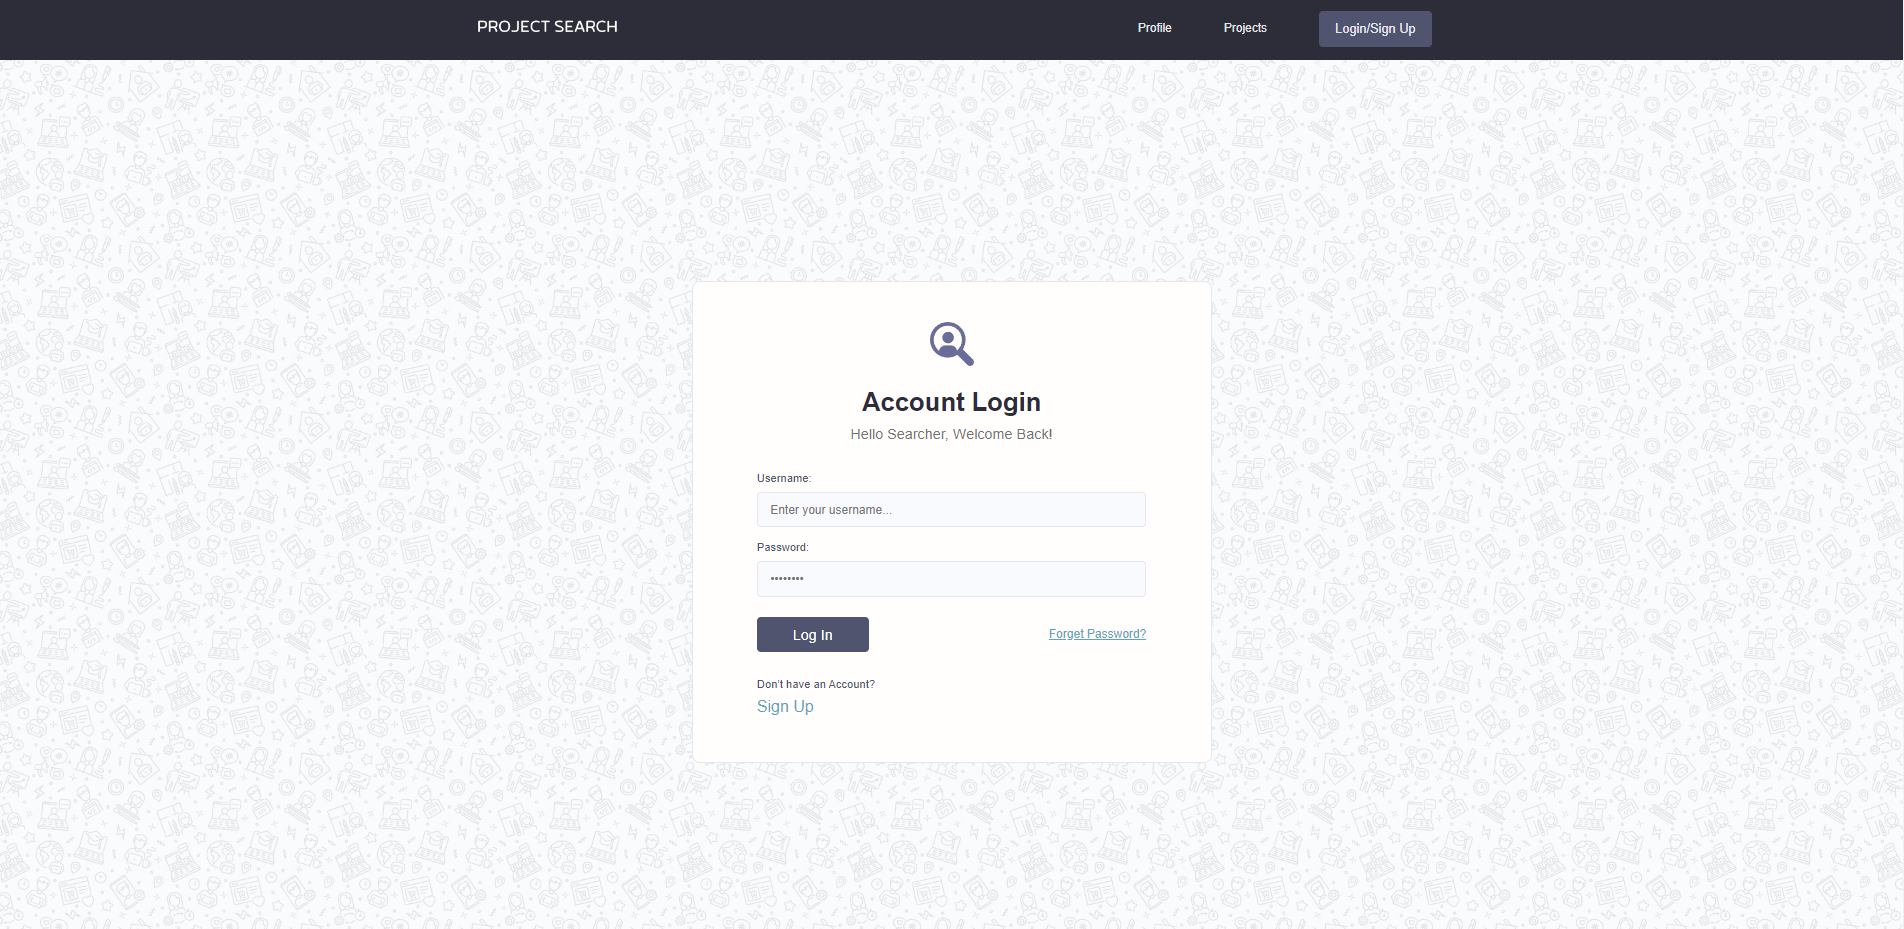 PROJECT SEARCH
Profile
Projects
Login/Sign Up
Account Login
Hello Searcher, Welcome Back!
Username:
Enter your username...
Password:
••••••••
Log In
Forget Password?
Don't have an Account?
Sign Up